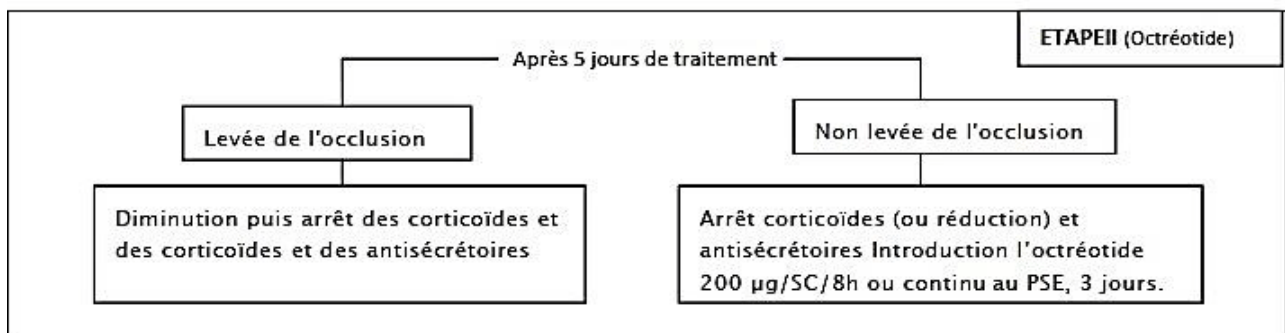 ETAPEII (Octréotide)
Après 5 jours de traitement
Levée de l'occlusion
Non levée de l'occlusion
Diminution puis arrêt des corticoïdes et
des corticoïdes et des antisécrétoires
Arrêt corticoïdes (ou réduction) et
antisécrétoires Introduction l'octréotide
200 µg/SC/8h ou continu au PSE, 3 jours.